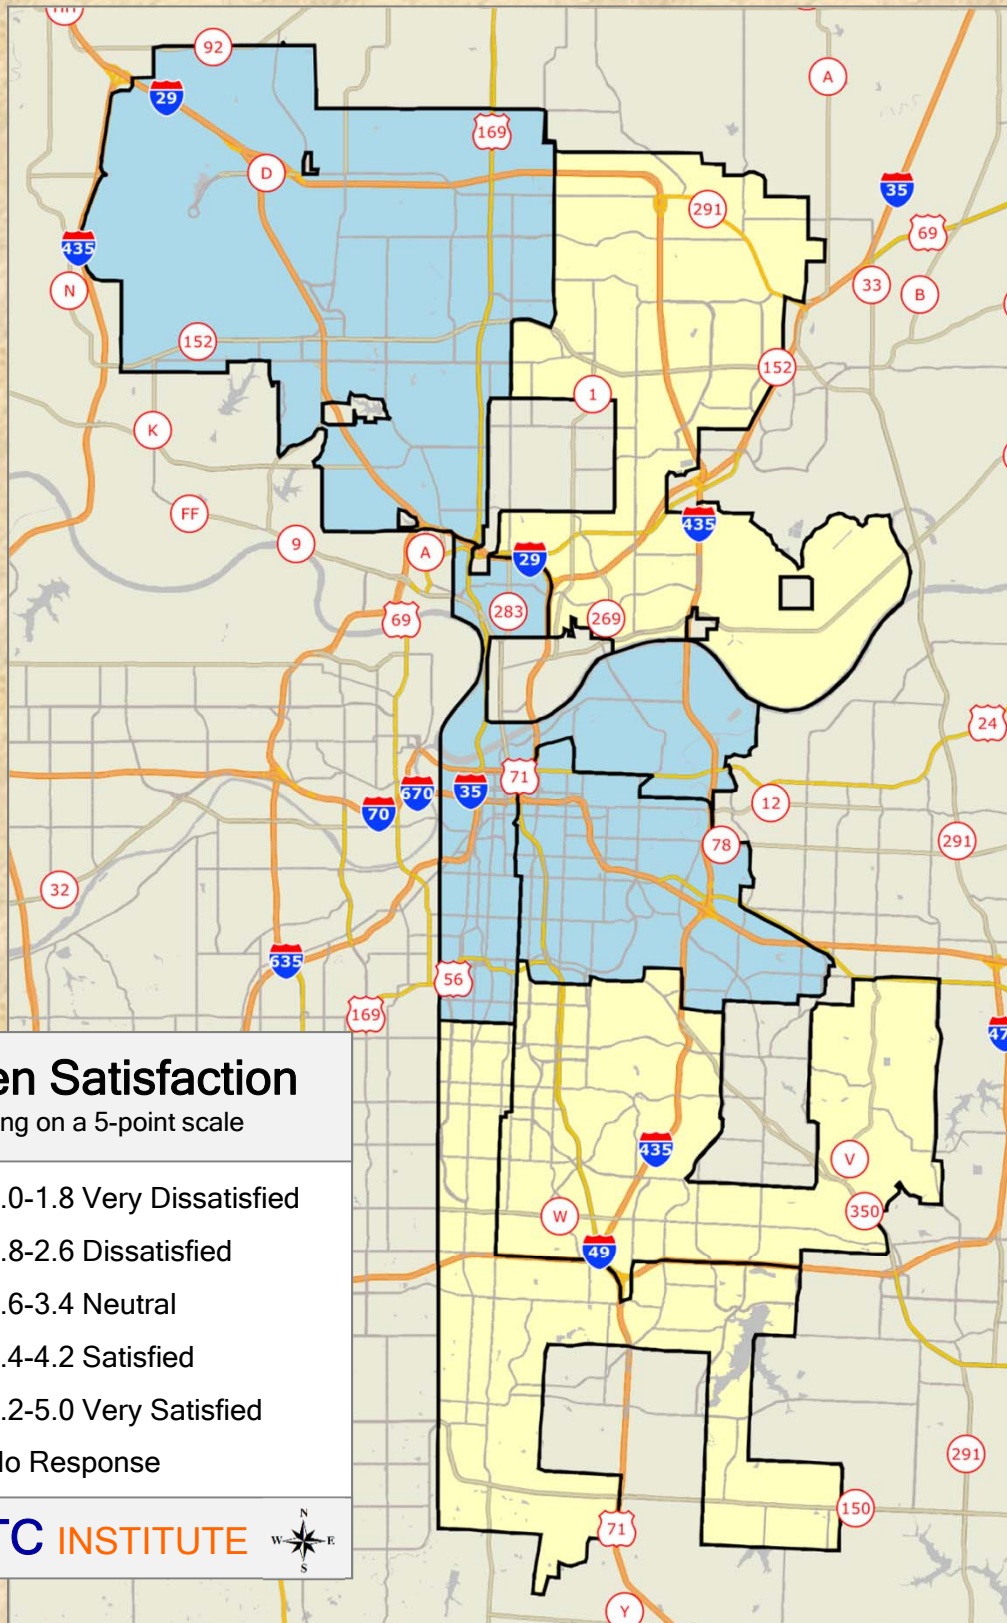 92
A
29
169
D
35
291
69
435
N
33
B
152
152
1
K
FF
435
9
A
29
283
269
69
24
71
670
35
70
12
78
291
32
635
56
169
en Satisfaction
ng on a 5-point scale
.0-1.8 Very Dissatisfied
.8-2.6 Dissatisfied
.6-3.4 Neutral
.4-4.2 Satisfied
.2-5.0 Very Satisfied
lo Response
TC INSTITUTE
N
W
E
S
47
435
V
W
350
49
291
150
71
Y